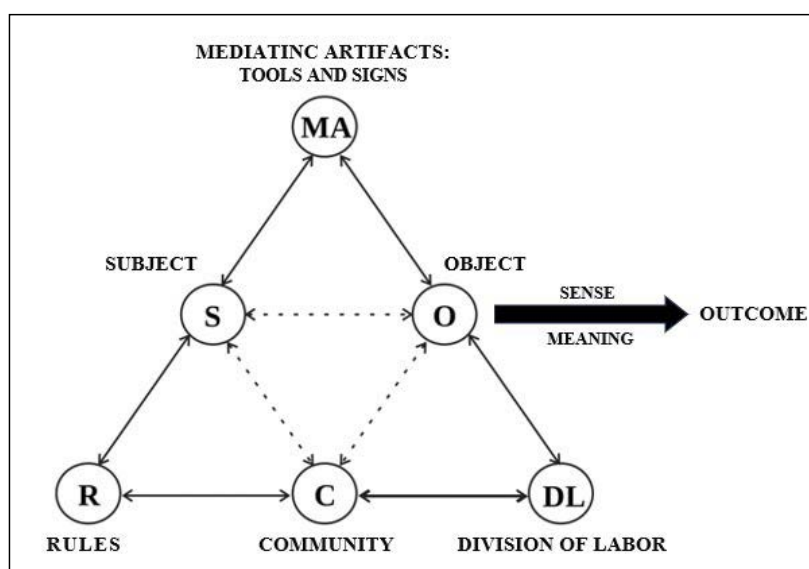 MEDIATINC ARTIFACTS:
TOOLS AND SIGNS
MA
SUBJECT
OBJECT
S
O
SENSE
MEANING
OUTCOME
R
C
DL
RULES
COMMUNITY
DIVISION OF LABOR